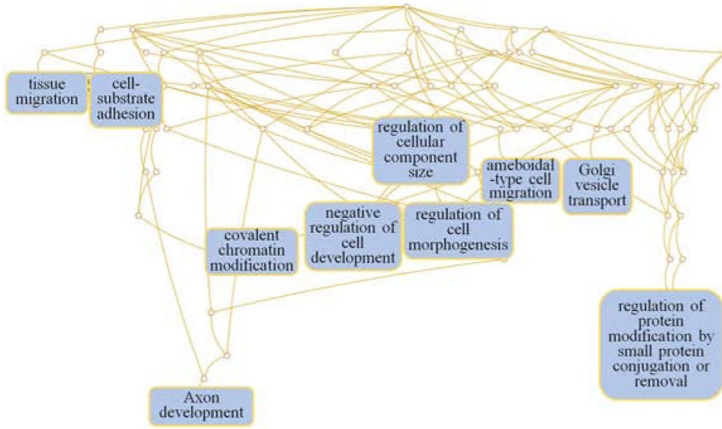 tissue
migration
cell-
substrate
adhesion
regulation of
cellular
component
size
ameboidal
-type cell
migration
Golgi
vesicle
transport
covalent
chromatin
modification
negative
regulation of
cell
development
regulation of
cell
morphogenesis
regulation of
protein
modification by
small protein
conjugation or
removal
Axon
development